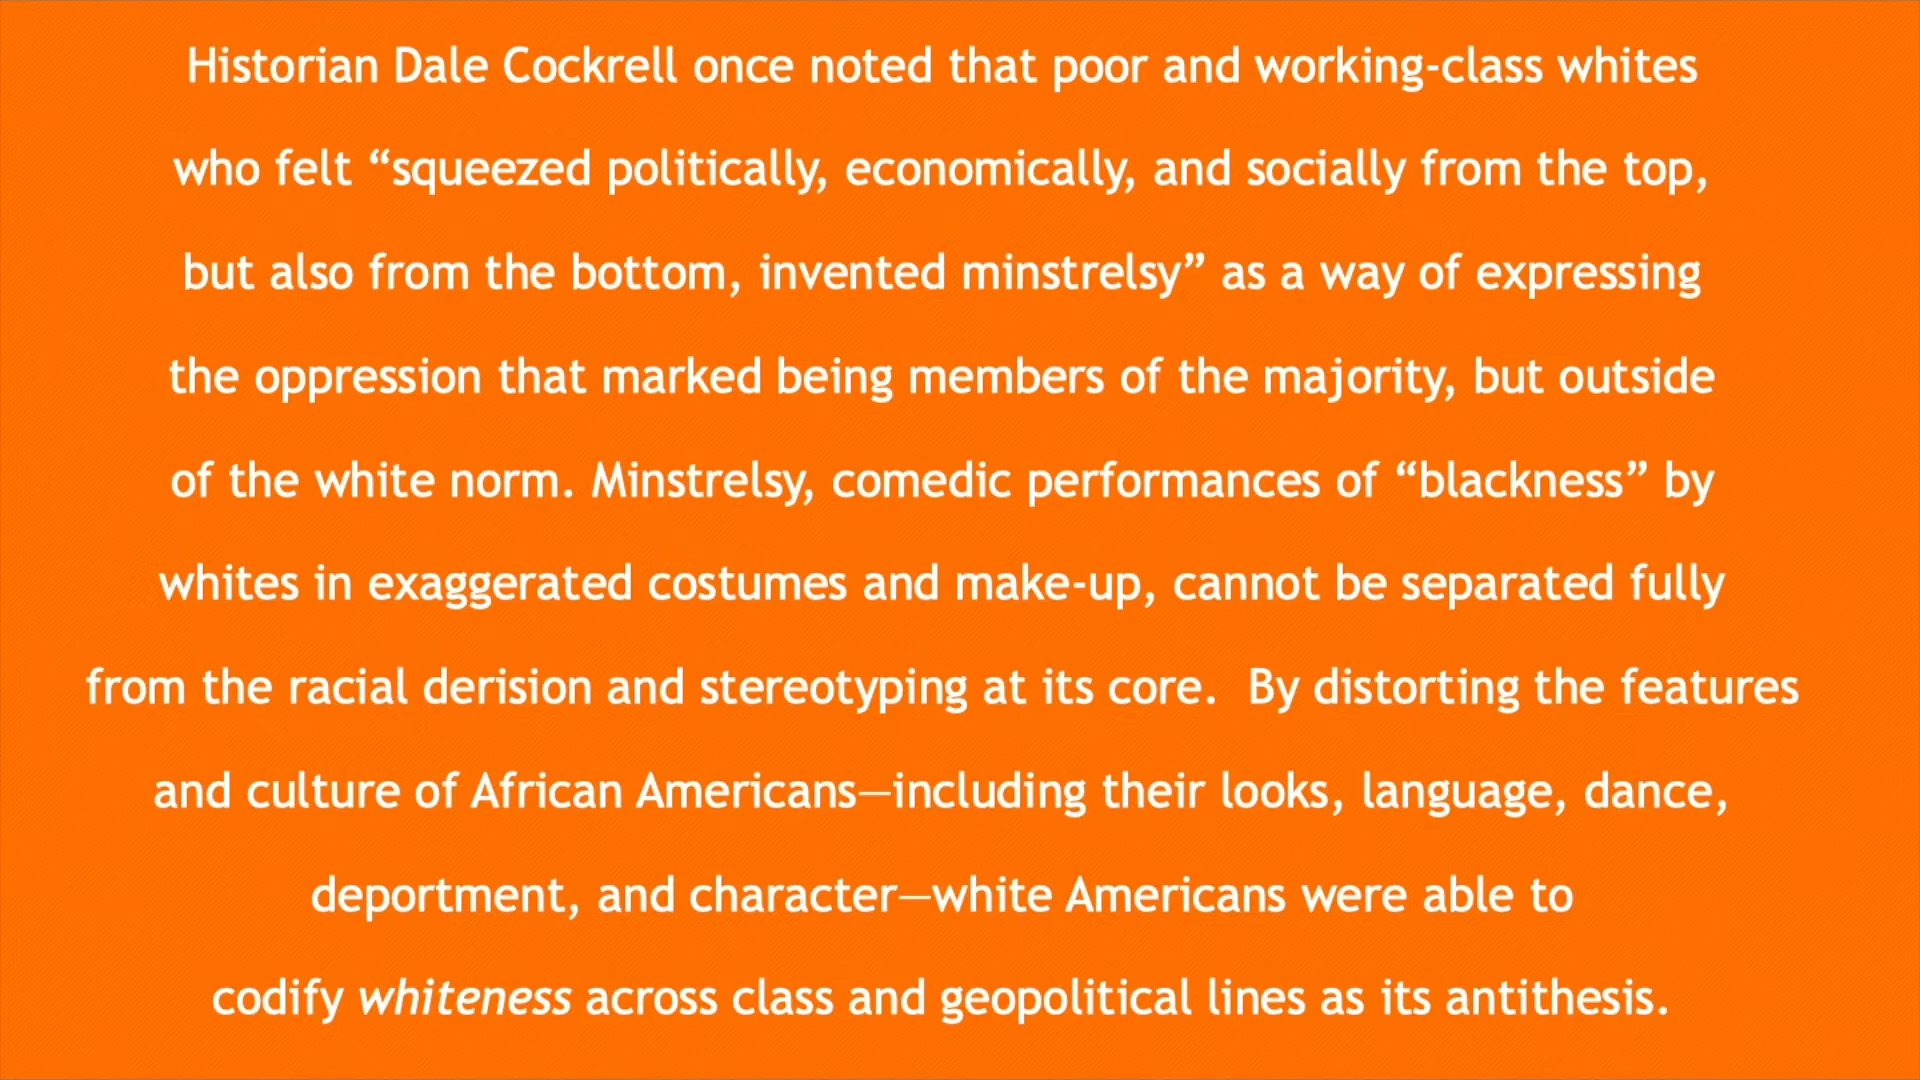 Historian Dale Cockrell once noted that poor and working-class whites
who felt “squeezed politically, economically, and socially from the top,
but also from the bottom, invented minstrelsy” as a way of expressing
the oppression that marked being members of the majority, but outside
of the white norm. Minstrelsy, comedic performances of “blackness” by
whites in exaggerated costumes and make-up, cannot be separated fully
from the racial derision and stereotyping at its core.  By distorting the features
and culture of African Americans—including their looks, language, dance,
deportment, and character—white Americans were able to
codify whiteness across class and geopolitical lines as its antithesis.